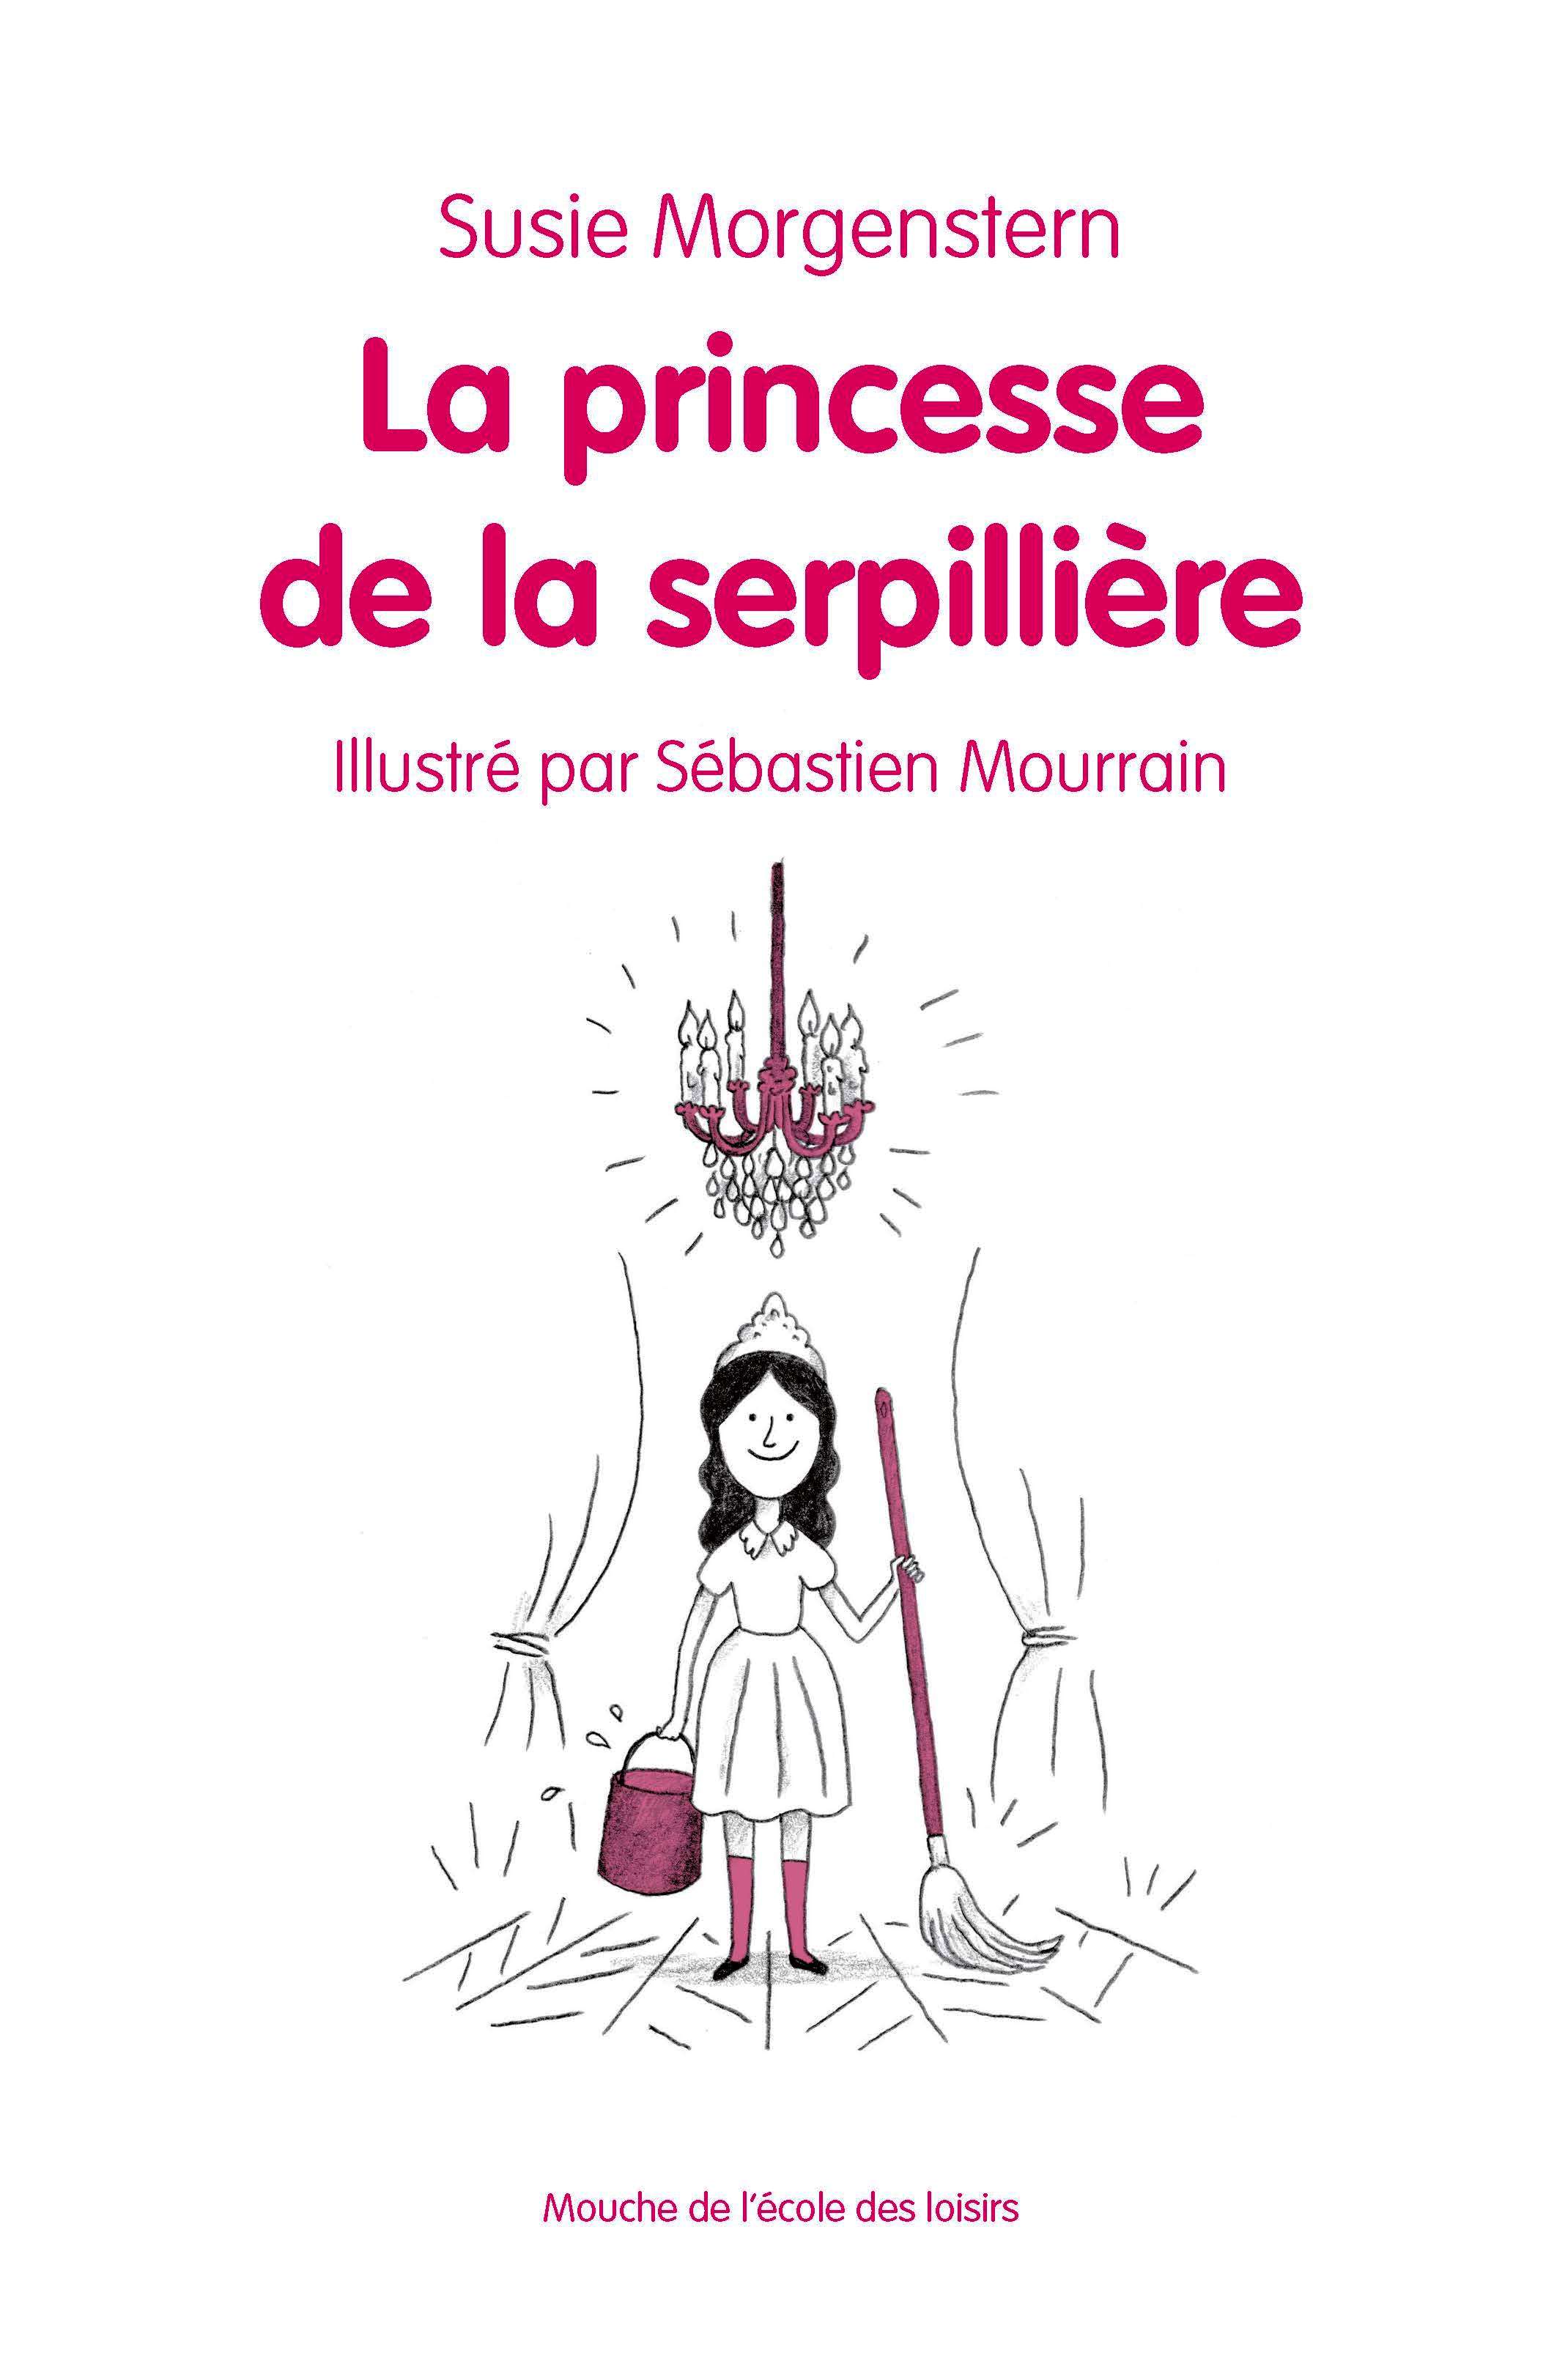 Susie Morgenstern
La princesse
de la serpillière
Illustré par Sébastien Mourrain
Mouche de l'école des loisirs